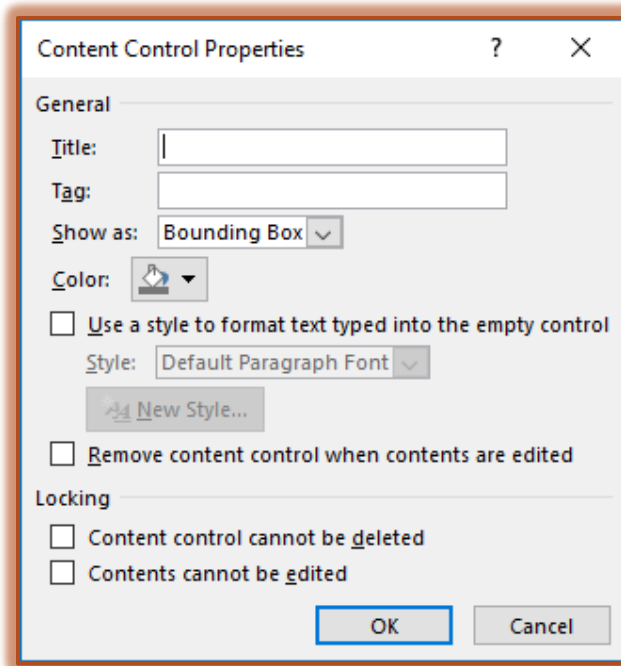 Content Control Properties ?
General
Title:
Tag:
Show as: Bounding Box
Color:
Use a style to format text typed into the empty control
Style: Default Paragraph Font
New Style...
Remove content control when contents are edited
Locking
Content control cannot be deleted
Contents cannot be edited
OK Cancel